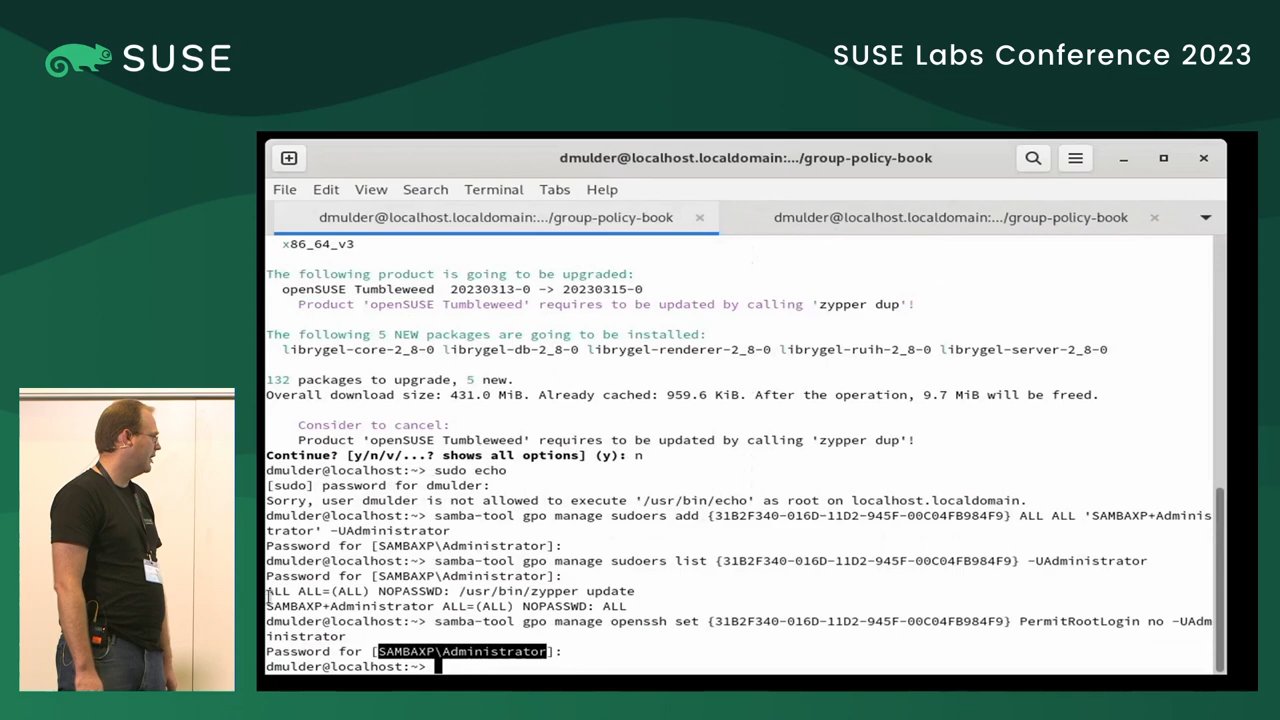 SUSE
SUSE Labs Conference 2023
dmulder@localhost.localdomain:.../group-policy-book
File Edit View Search Terminal Tabs Help
dmulder@localhost.localdomain:.../group-policy-book × dmulder@localhost.localdomain:.../group-policy-book ×
x86_64_v3
The following product is going to be upgraded:
openSUSE Tumbleweed 20230313-0 -> 20230315-0
Product 'openSUSE Tumbleweed' requires to be updated by calling 'zypper dup'!
The following 5 NEW packages are going to be installed:
librygel-core-2_8-0 librygel-db-2_8-0 librygel-renderer-2_8-0 librygel-ruih-2_8-0 librygel-server-2_8-0
132 packages to upgrade, 5 new.
Overall download size: 431.0 MiB. Already cached: 959.6 KiB. After the operation, 9.7 MiB will be freed.
Consider to cancel:
Product 'openSUSE Tumbleweed' requires to be updated by calling 'zypper dup'!
Continue? [y/n/v/...? shows all options] (y): n
dmulder@localhost:~> sudo echo
[sudo] password for dmulder:
Sorry, user dmulder is not allowed to execute '/usr/bin/echo' as root on localhost.localdomain.
dmulder@localhost:~> samba-tool gpo manage sudoers add {31B2F340-016D-11D2-945F-00C04FB984F9} ALL ALL 'SAMBAXP+Adminis
trator' -UAdministrator
Password for [SAMBAXP\Administrator]:
dmulder@localhost:~> samba-tool gpo manage sudoers list {31B2F340-016D-11D2-945F-00C04FB984F9} -UAdministrator
Password for [SAMBAXP\Administrator]:
ALL ALL=(ALL) NOPASSWD: /usr/bin/zypper update
SAMBAXP+Administrator ALL=(ALL) NOPASSWD: ALL
dmulder@localhost:~> samba-tool gpo manage openssh set {31B2F340-016D-11D2-945F-00C04FB984F9} PermitRootLogin no -UAdm
inistrator
Password for [SAMBAXP\Administrator]:
dmulder@localhost:~>